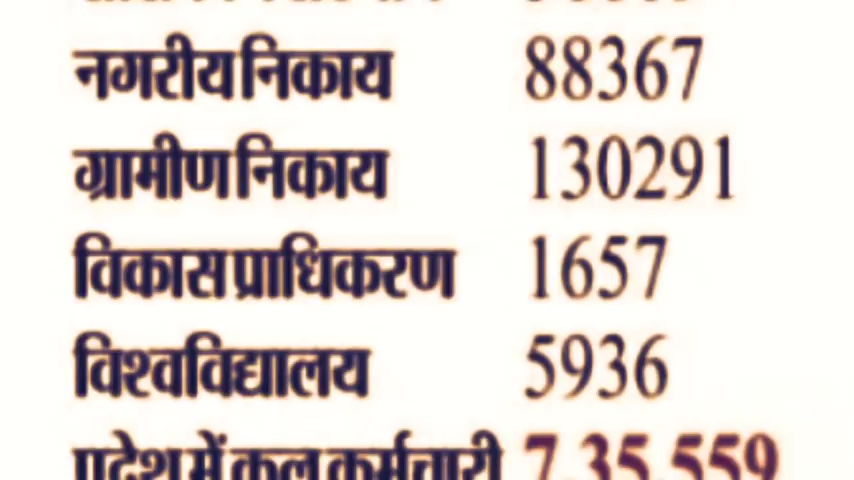 नगरीय निकाय 88367
ग्रामीण निकाय 130291
विकास प्राधिकरण 1657
विश्वविद्यालय 5936
प्रदेश में कुल कर्मचारी 7,35,559